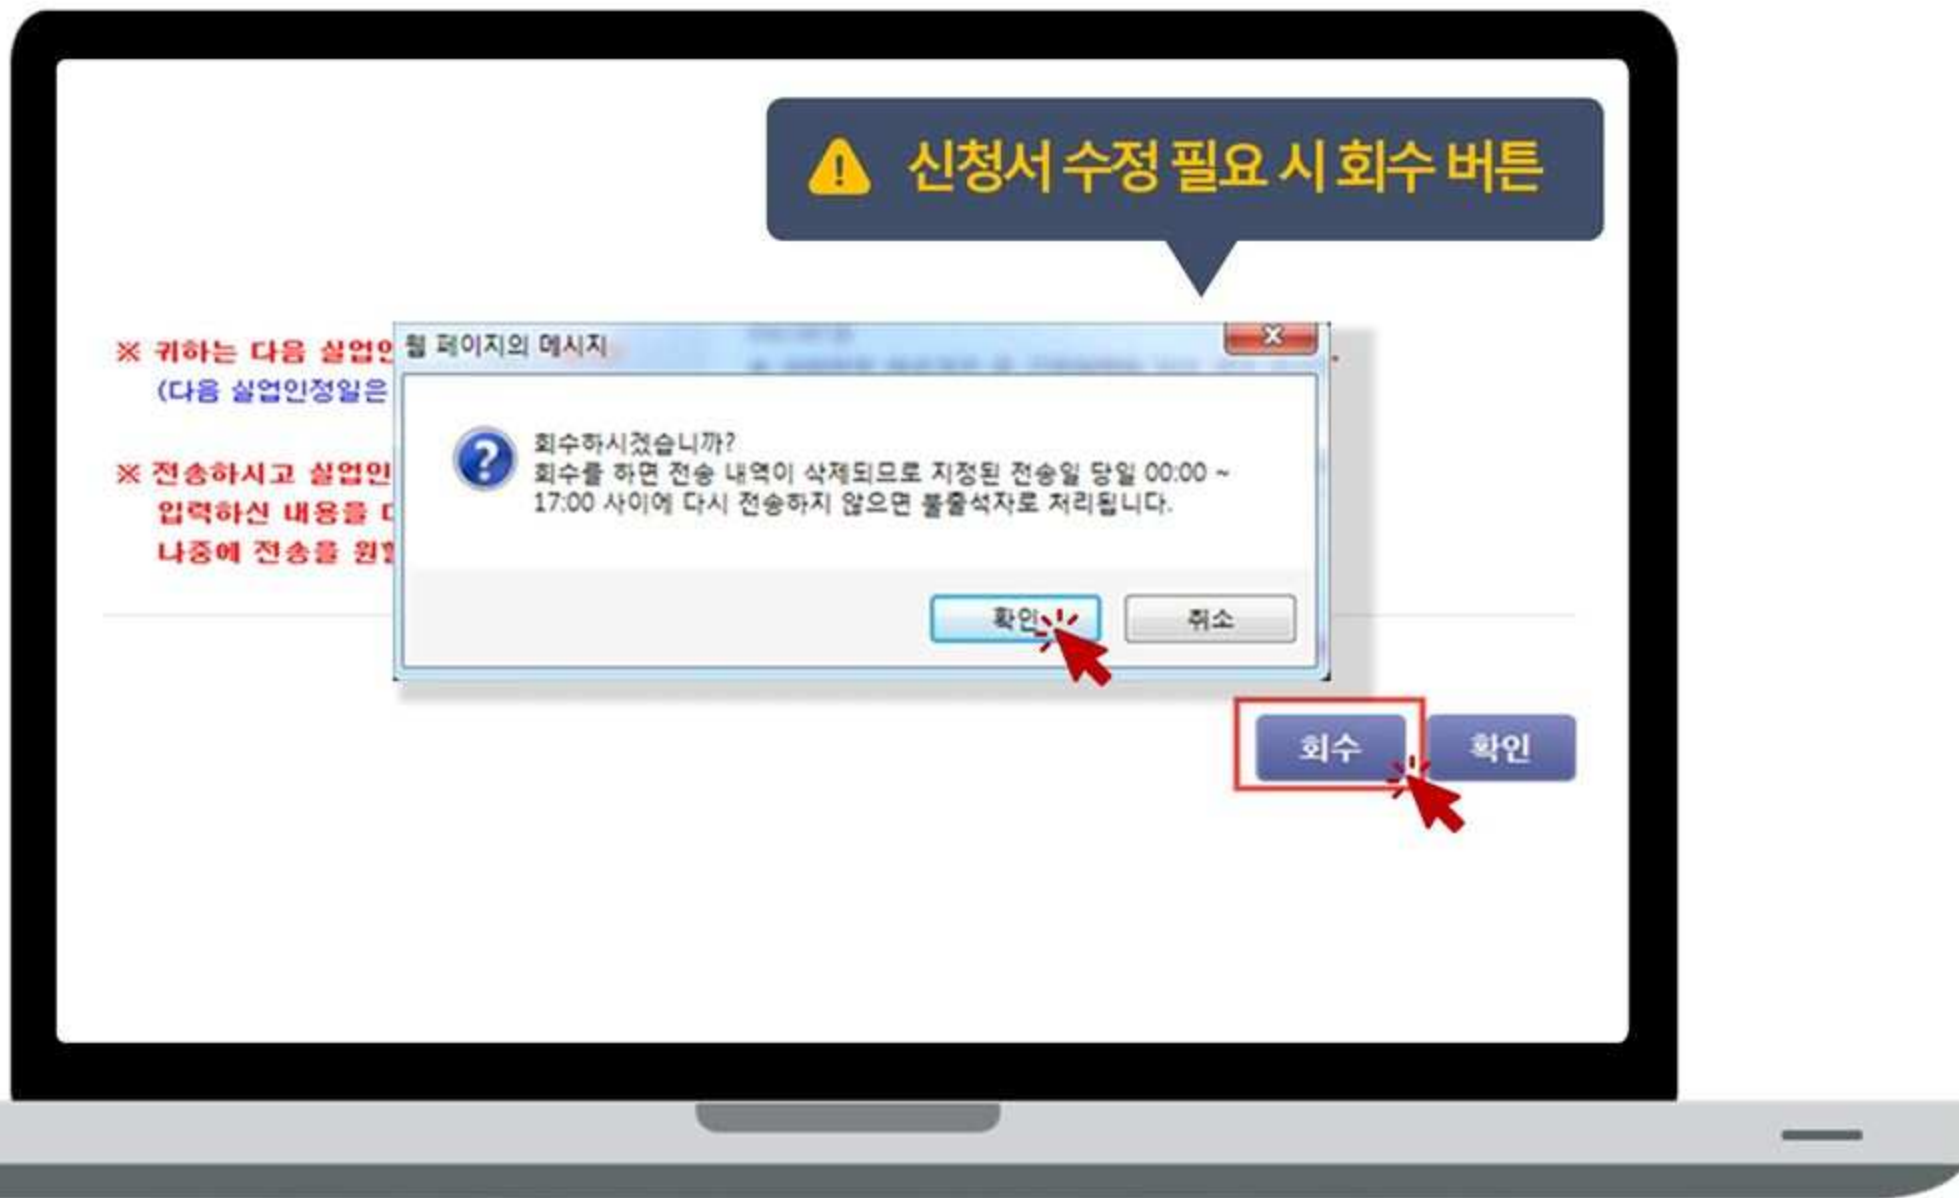 신청서 수정 필요 시 회수 버튼
※ 귀하는 다음 실업인
(다음 실업인정일은
※ 전송하시고 실업인
입력하신 내용을
나중에 전송을
웹 페이지의 메시지
회수하시겠습니까?
회수를 하면 전송 내역이 삭제되므로 지정된 전송일 당일 00:00 ~
17:00 사이에 다시 전송하지 않으면 불출석자로 처리됩니다.
확인
취소
회수
확인